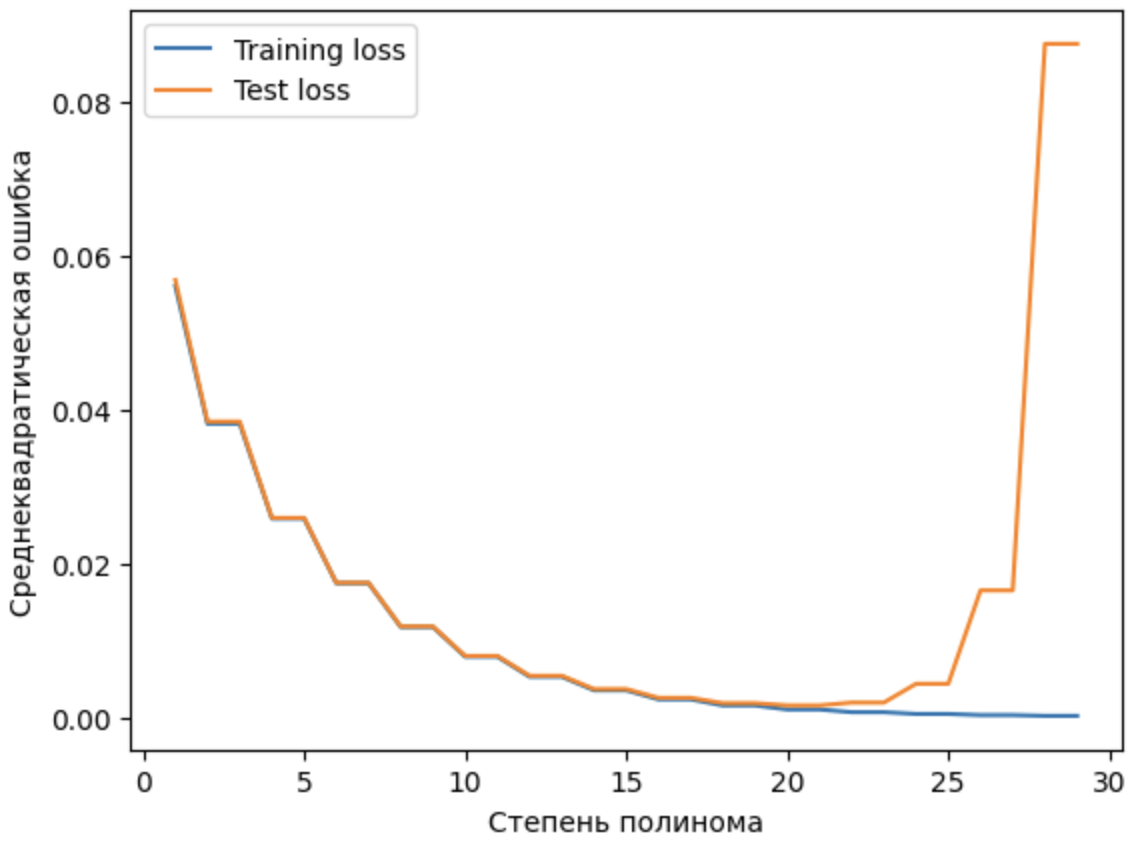 Training loss
Test loss
Среднеквадратическая ошибка
0.08
0.06
0.04
0.02
0.00
0 5 10 15 20 25 30
Степень полинома